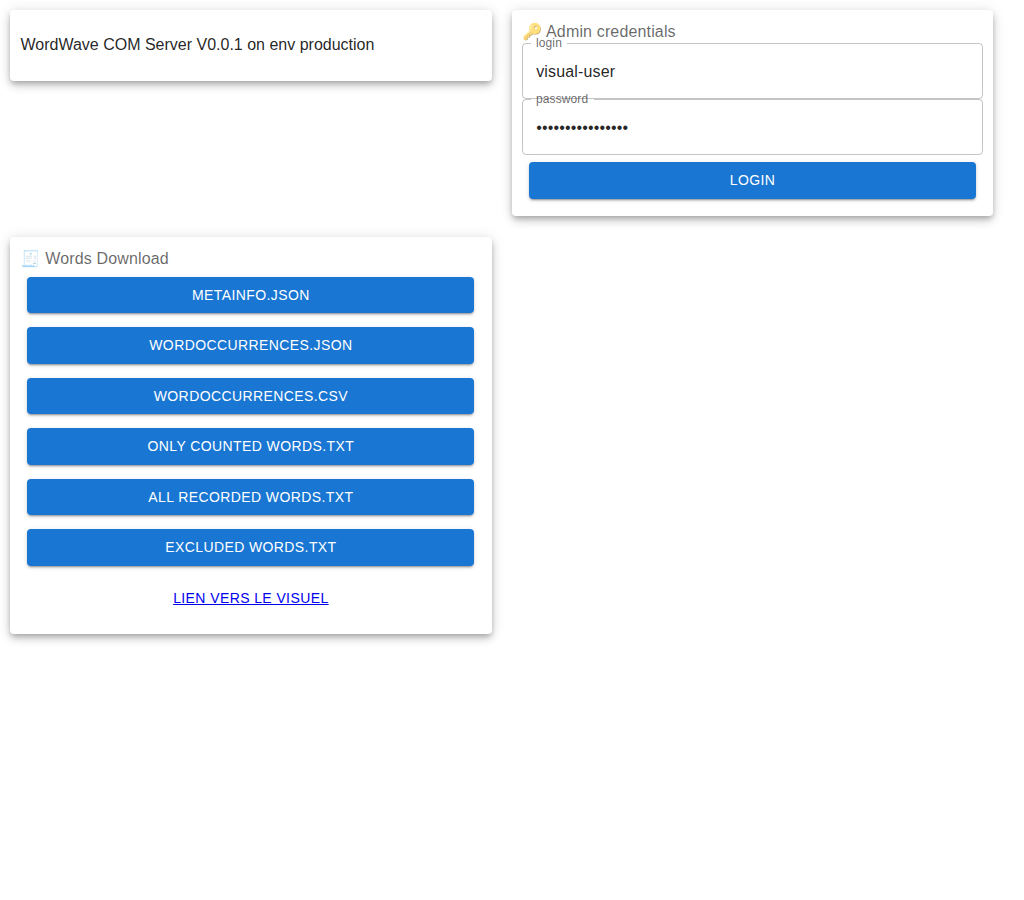 WordWave COM Server V0.0.1 on env production
🔑 Admin credentials
login
visual-user
password
••••••••••••••••
LOGIN
🧾 Words Download
METAINFO.JSON
WORDOCCURRENCES.JSON
WORDOCCURRENCES.CSV
ONLY COUNTED WORDS.TXT
ALL RECORDED WORDS.TXT
EXCLUDED WORDS.TXT
LIEN VERS LE VISUEL